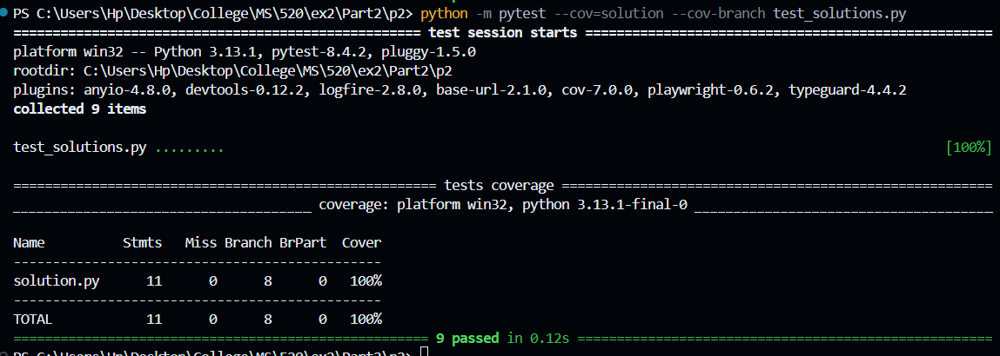 PS C:\Users\Hp\Desktop\College\MS\520\ex2\Part2\p2> python -m pytest --cov=solution --cov-branch test_solutions.py
==================================================== test session starts ====================================================
platform win32 -- Python 3.13.1, pytest-8.4.2, pluggy-1.5.0
rootdir: C:\Users\Hp\Desktop\College\MS\520\ex2\Part2\p2
plugins: anyio-4.8.0, devtools-0.12.2, logfire-2.8.0, base-url-2.1.0, cov-7.0.0, playwright-0.6.2, typeguard-4.4.2
collected 9 items
test_solutions.py ......... [100%]
====================================================== tests coverage =======================================================
______________________________________ coverage: platform win32, python 3.13.1-final-0 ______________________________________
Name          Stmts   Miss Branch BrPart  Cover
-----------------------------------------------
solution.py      11      0      8      0   100%
-----------------------------------------------
TOTAL            11      0      8      0   100%
===================================================== 9 passed in 0.12s =====================================================
PS C:\Users\Hp\Desktop\College\MS\520\ex2\Part2\p2>